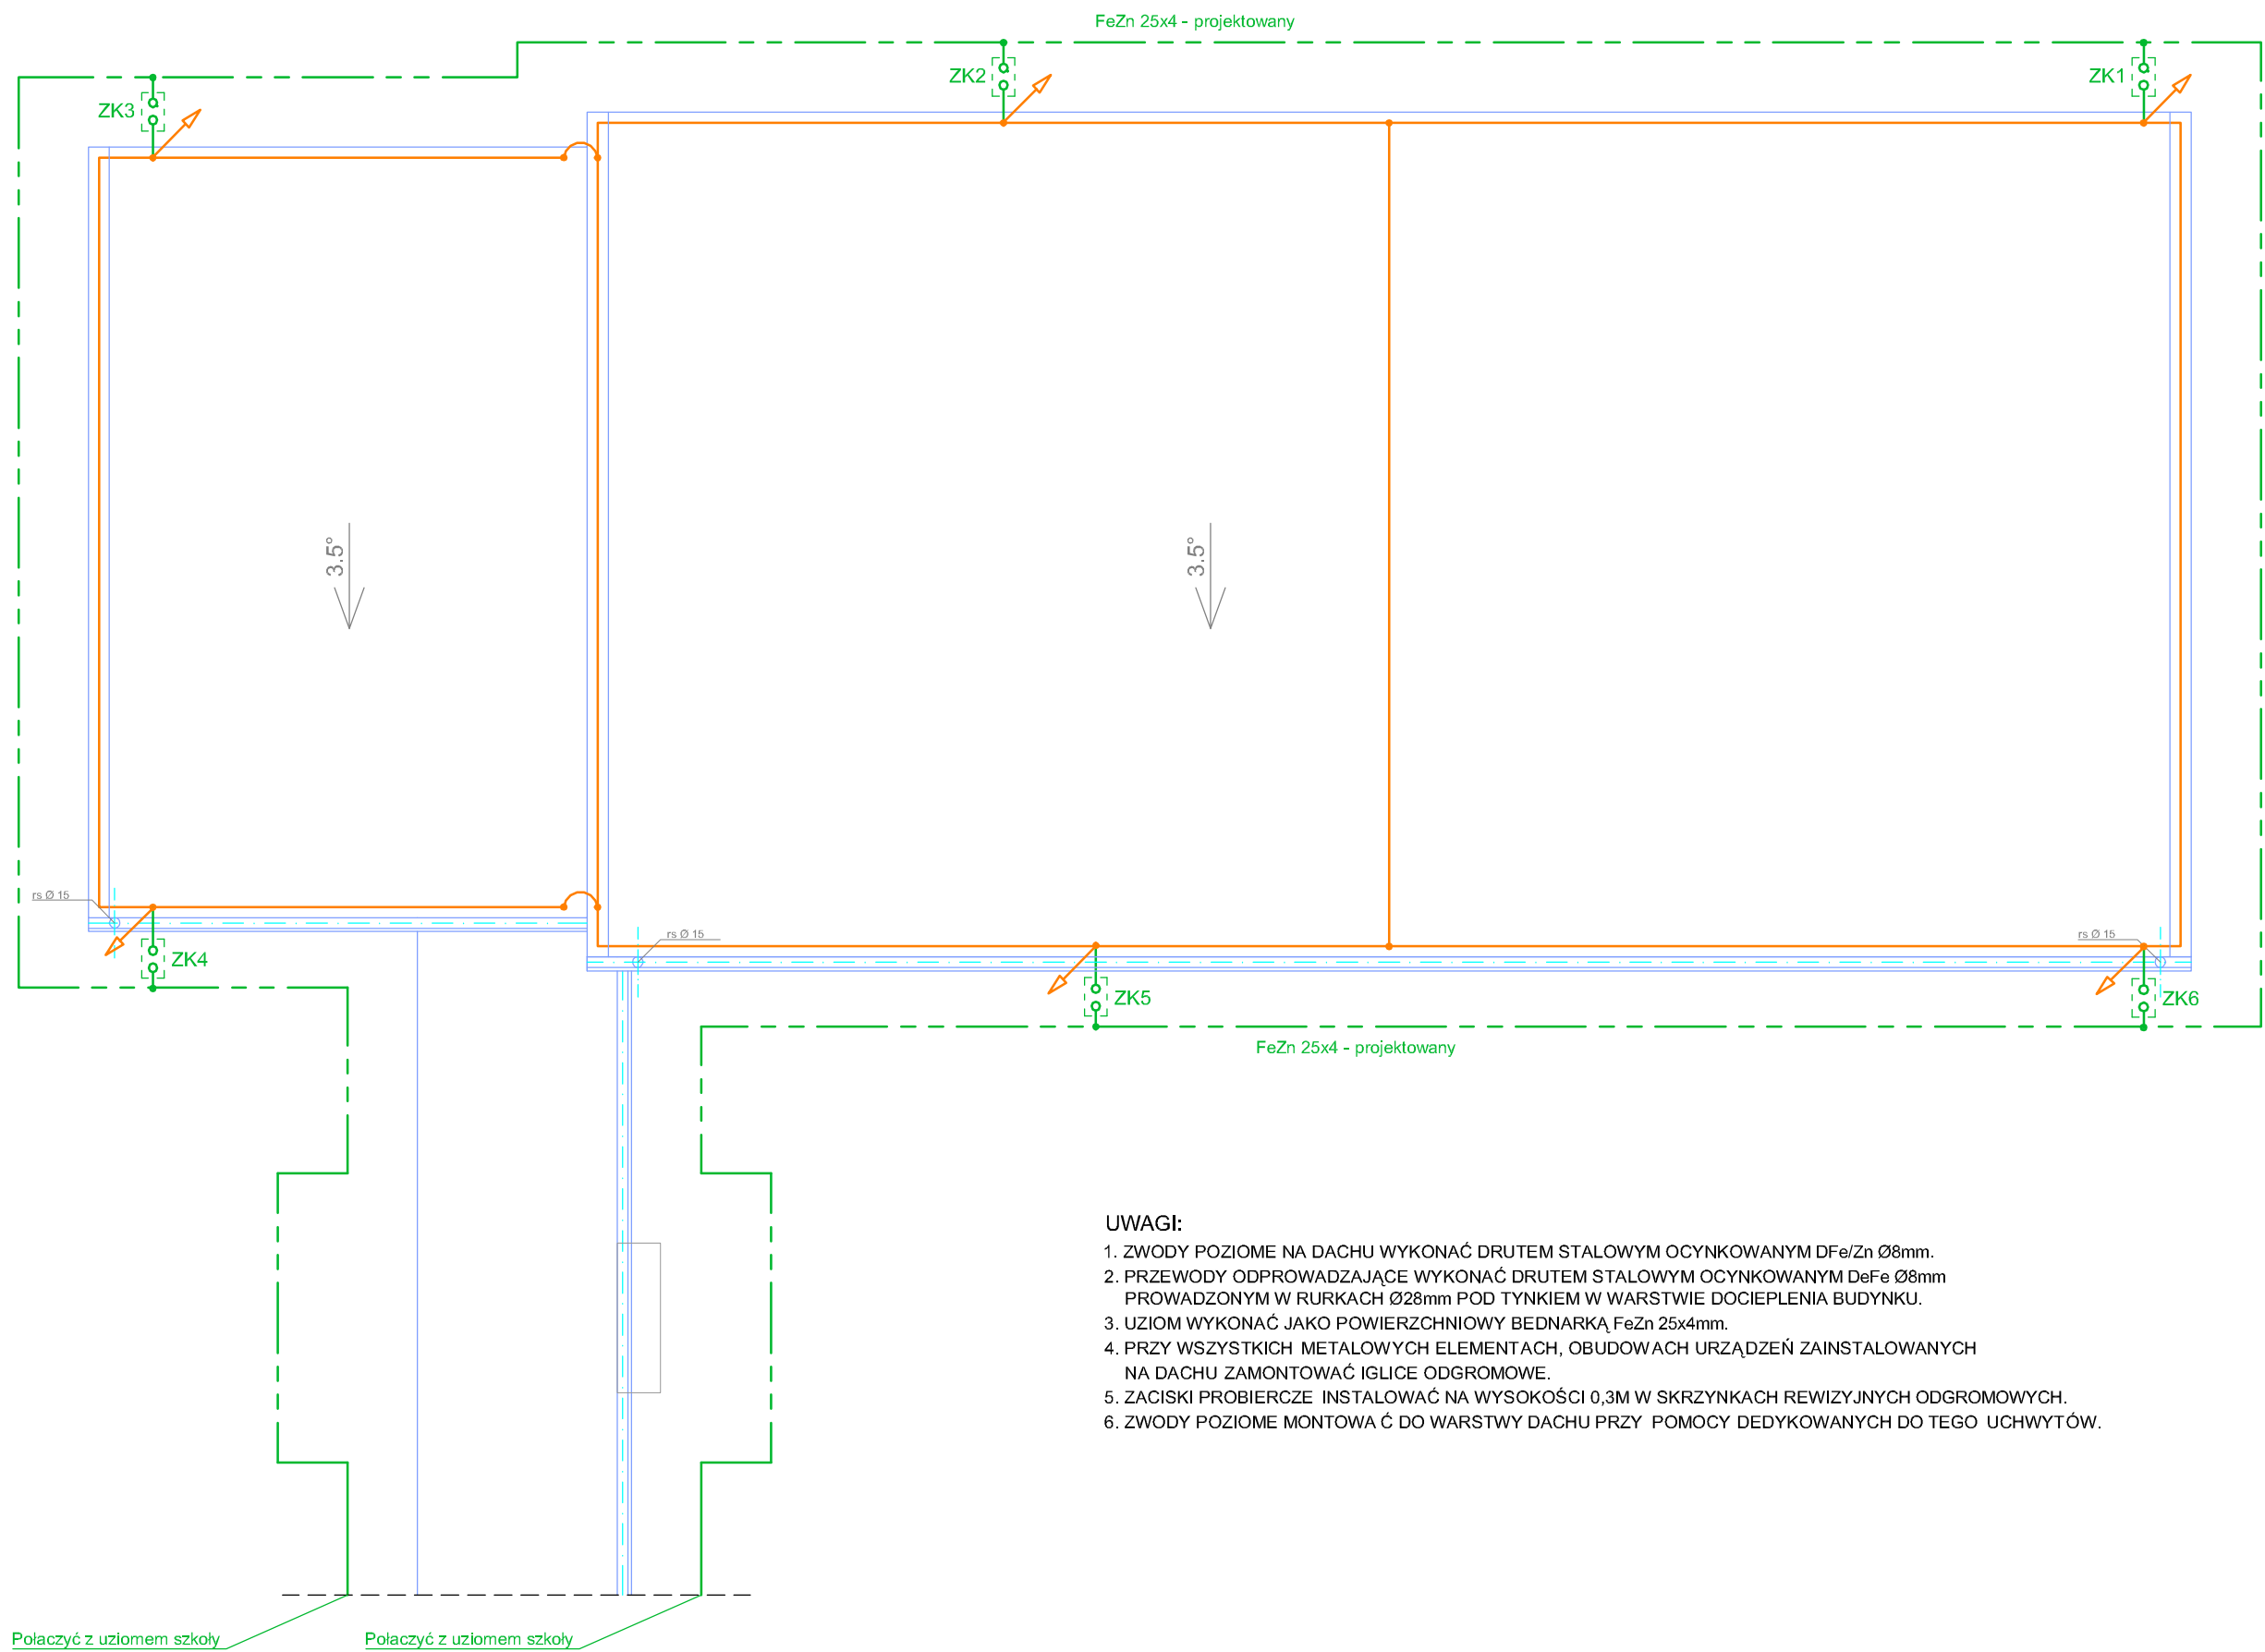 FeZn 25x4 - projektowany
ZK3
ZK2
ZK1
3.5°
3.5°
rs Ø 15
rs Ø 15
rs Ø 15
ZK4
ZK5
ZK6
FeZn 25x4 - projektowany
UWAGI:
1. ZWODY POZIOME NA DACHU WYKONAĆ DRUTEM STALOWYM OCYNKOWANYM DFe/Zn Ø8mm.
2. PRZEWODY ODPROWADZAJĄCE WYKONAĆ DRUTEM STALOWYM OCYNKOWANYM DeFe Ø8mm
PROWADZONYM W RURKACH Ø28mm POD TYNKIEM W WARSTWIE DOCIEPLENIA BUDYNKU.
3. UZIOM WYKONAĆ JAKO POWIERZCHNIOWY BEDNARKĄ FeZn 25x4mm.
4. PRZY WSZYSTKICH METALOWYCH ELEMENTACH, OBUDOWACH URZĄDZEŃ ZAINSTALOWANYCH
NA DACHU ZAMONTOWAĆ IGLICE ODGROMOWE.
5. ZACISKI PROBIERCZE INSTALOWAĆ NA WYSOKOŚCI 0,3M W SKRZYNKACH REWIZYJNYCH ODGROMOWYCH.
6. ZWODY POZIOME MONTOWA Ć DO WARSTWY DACHU PRZY POMOCY DEDYKOWANYCH DO TEGO UCHWYTÓW.
Połaczyć z uziomem szkoły
Połaczyć z uziomem szkoły